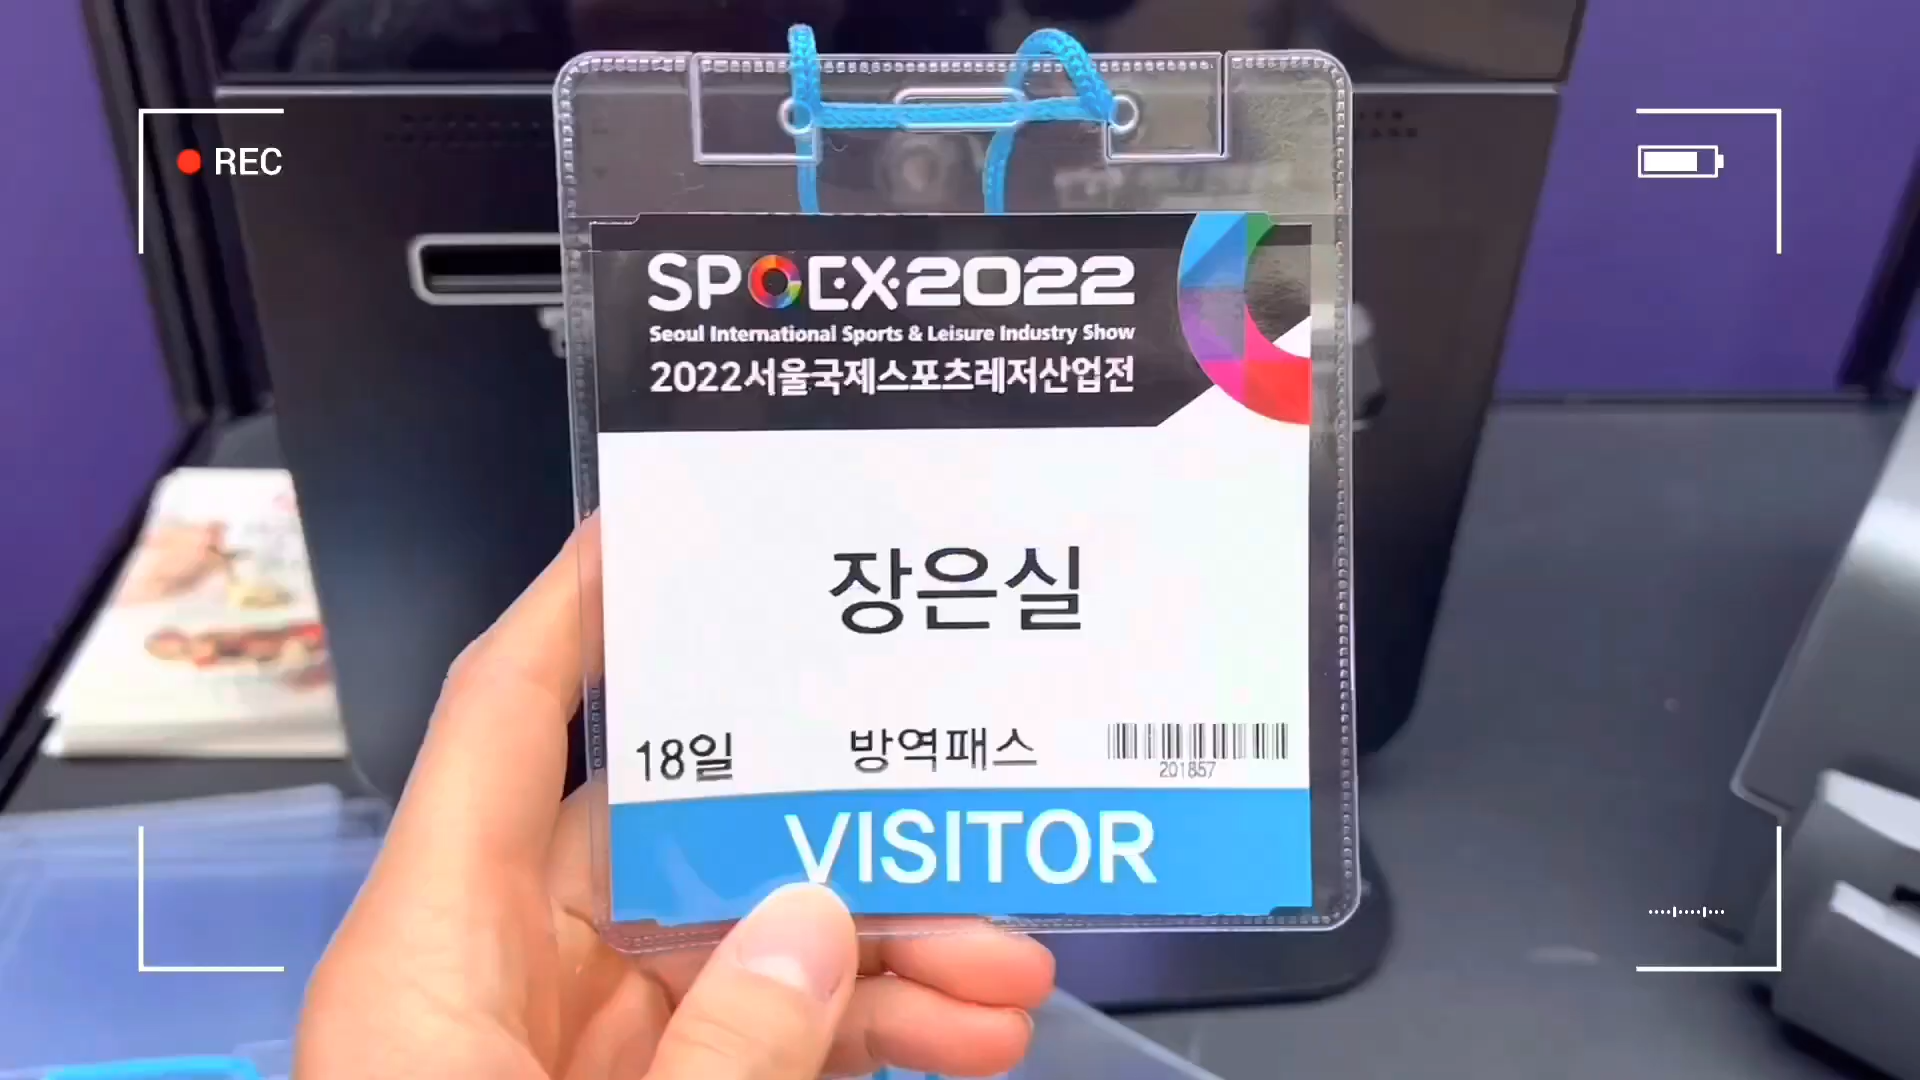 REC
SPOEX2022
Seoul International Sports & Leisure Industry Show
2022서울국제스포츠레저산업전
장은실
18일 방역패스
201857
VISITOR